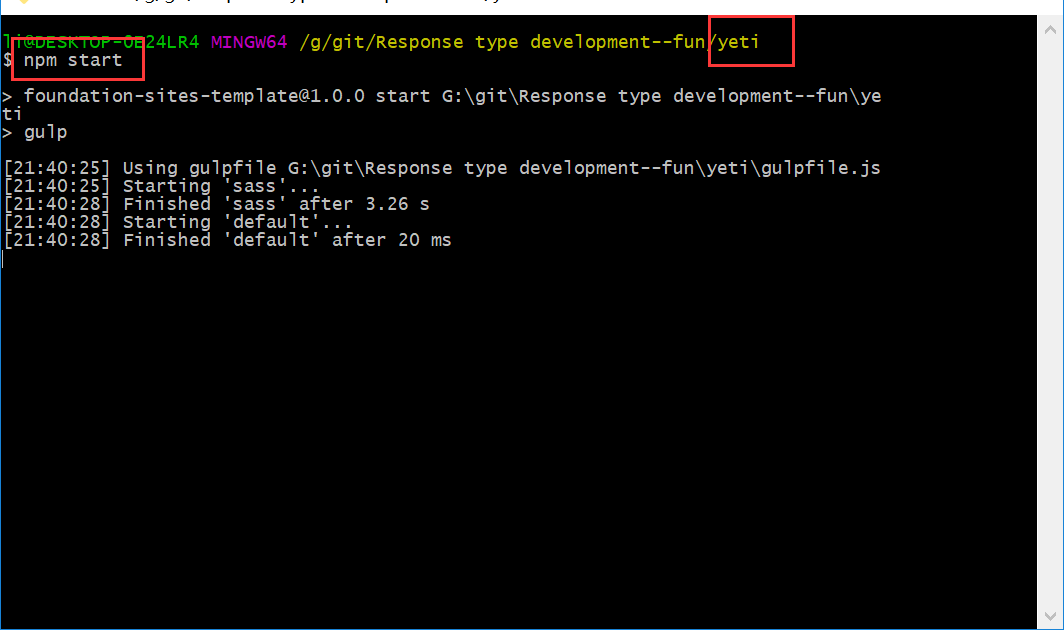 li@DESKTOP-0E24LR4 MINGW64 /g/git/Response type development--fun/yeti
$ npm start
> foundation-sites-template@1.0.0 start G:\git\Response type development--fun\ye
ti
> gulp
[21:40:25] Using gulpfile G:\git\Response type development--fun\yeti\gulpfile.js
[21:40:25] Starting 'sass'...
[21:40:28] Finished 'sass' after 3.26 s
[21:40:28] Starting 'default'...
[21:40:28] Finished 'default' after 20 ms